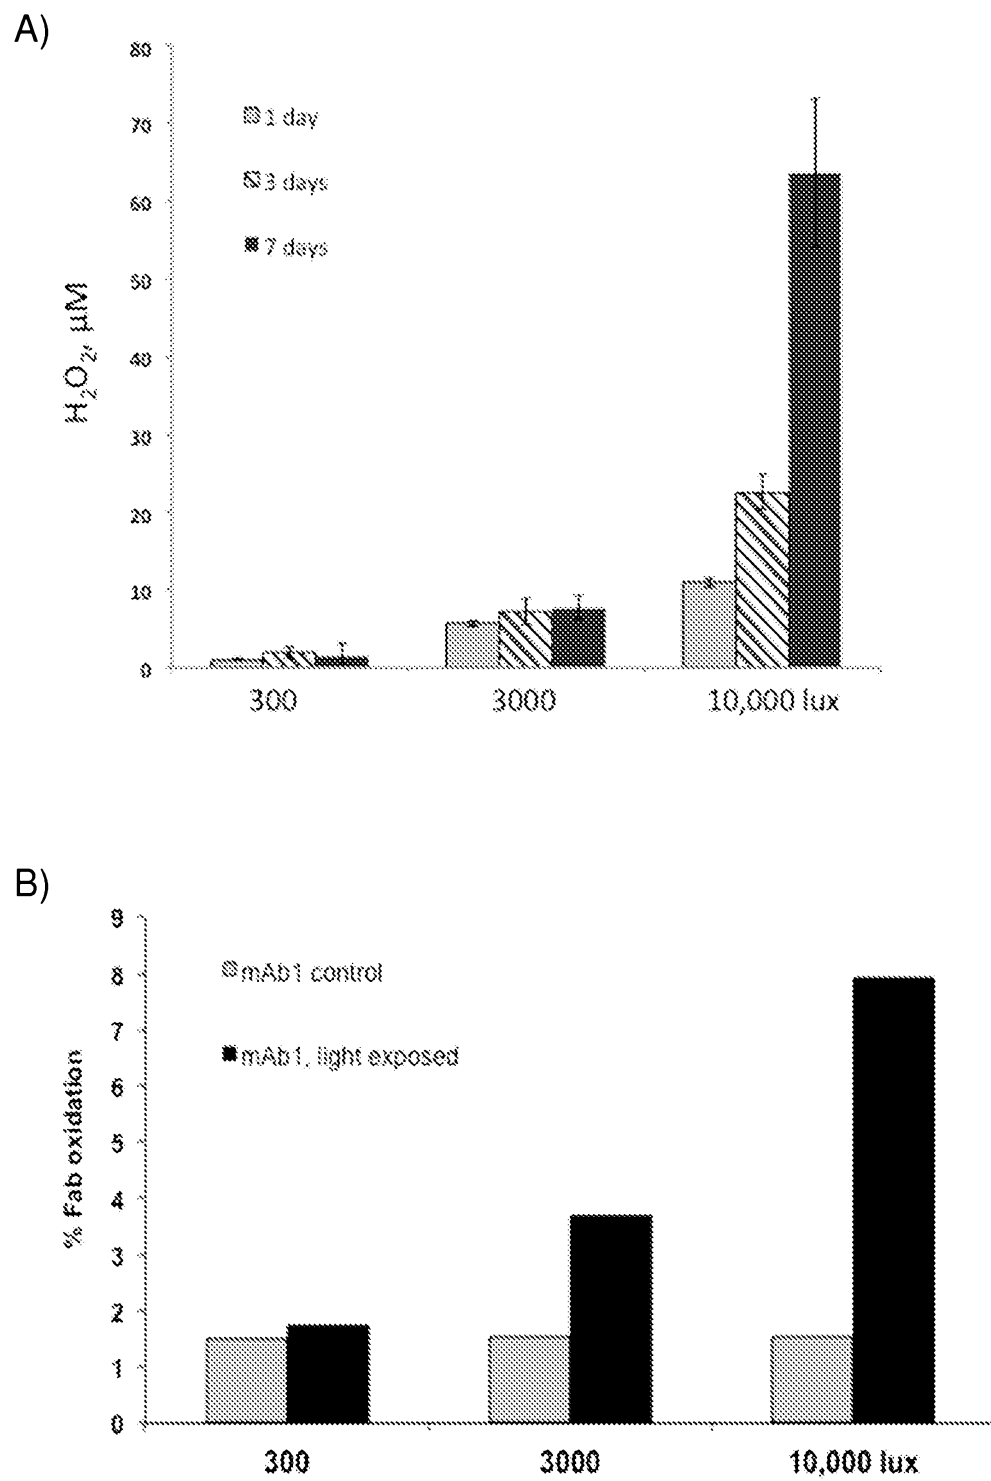 A)
80
70
60
50
40
30
20
10
0
H2O2, µM
1 day
3 days
7 days
300 3000 10,000 lux
B)
9
8
7
6
5
4
3
2
1
0
% Fab oxidation
mAb1 control
mAb1, light exposed
300 3000 10,000 lux